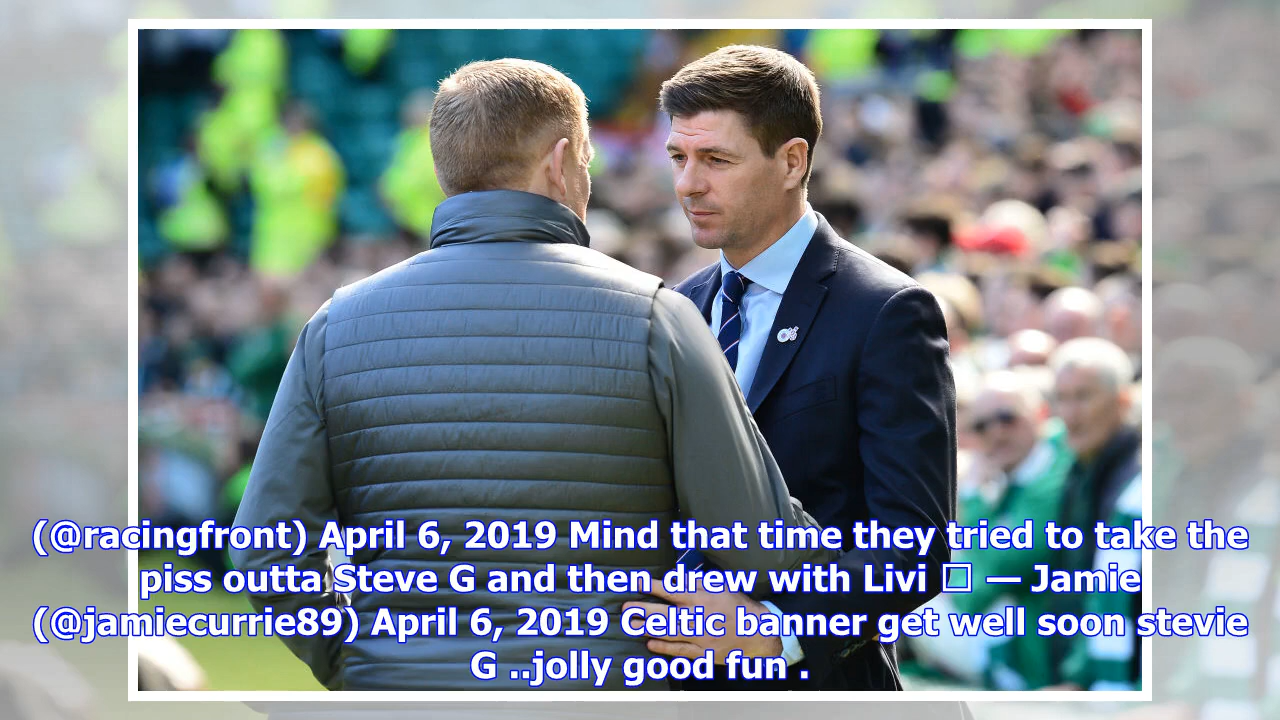 (@racingfront) April 6, 2019 Mind that time they tried to take the
piss outta Steve G and then drew with Livi □ — Jamie
(@jamiecurrie89) April 6, 2019 Celtic banner get well soon stevie
G ..jolly good fun .